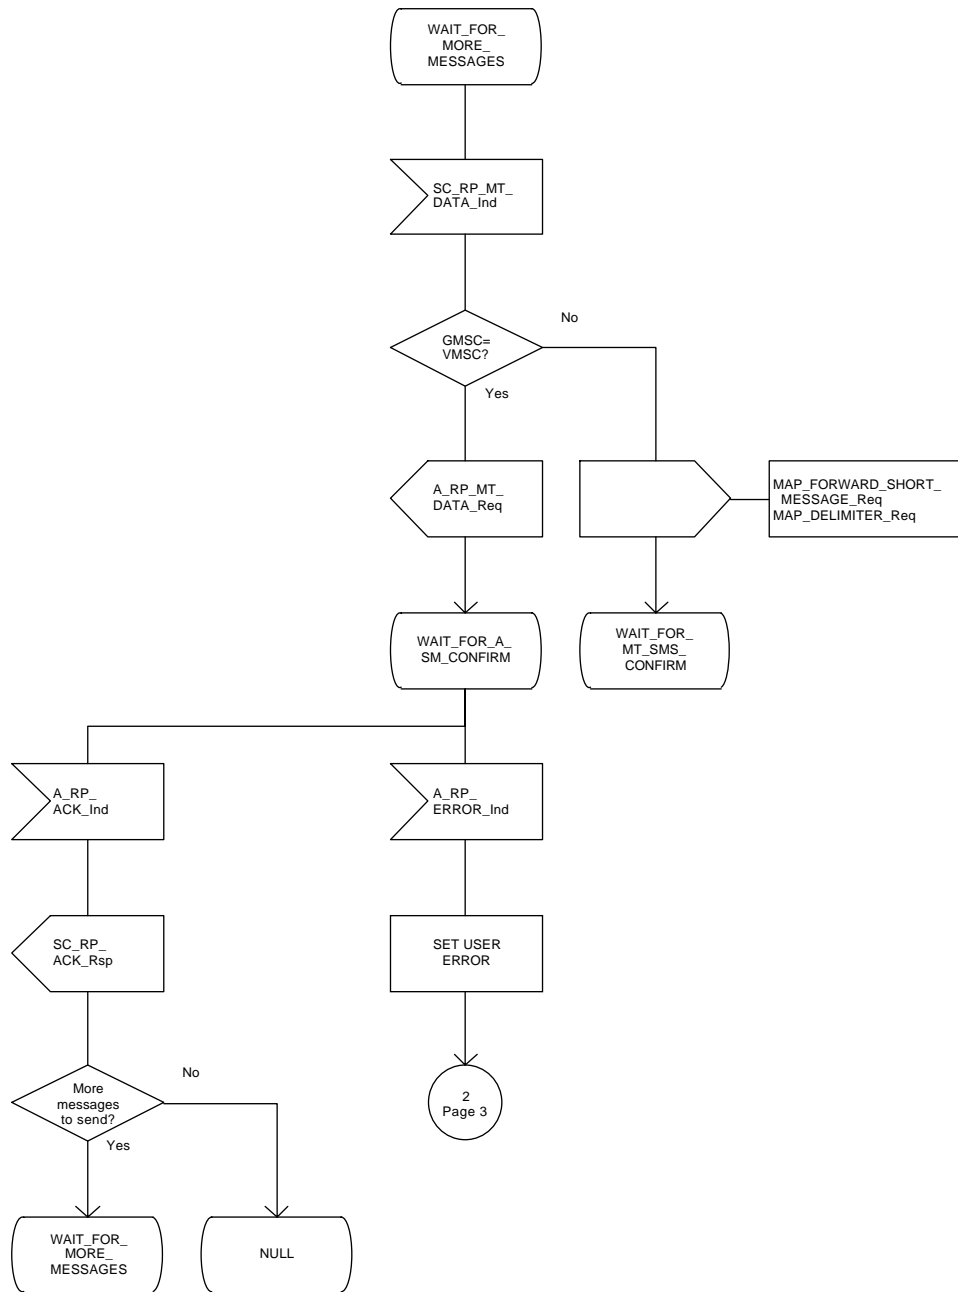 WAIT_FOR_
MORE_
MESSAGES
SC_RP_MT_
DATA_Ind
No
GMSC=
VMSC?
Yes
A_RP_MT_
DATA_Req
MAP_FORWARD_SHORT_
MESSAGE_Req
MAP_DELIMITER_Req
WAIT_FOR_A_
SM_CONFIRM
WAIT_FOR_
MT_SMS_
CONFIRM
A_RP_
ACK_Ind
A_RP_
ERROR_Ind
SC_RP_
ACK_Rsp
SET USER
ERROR
No
More
messages
to send?
Yes
2
Page 3
WAIT_FOR_
MORE_
MESSAGES
NULL